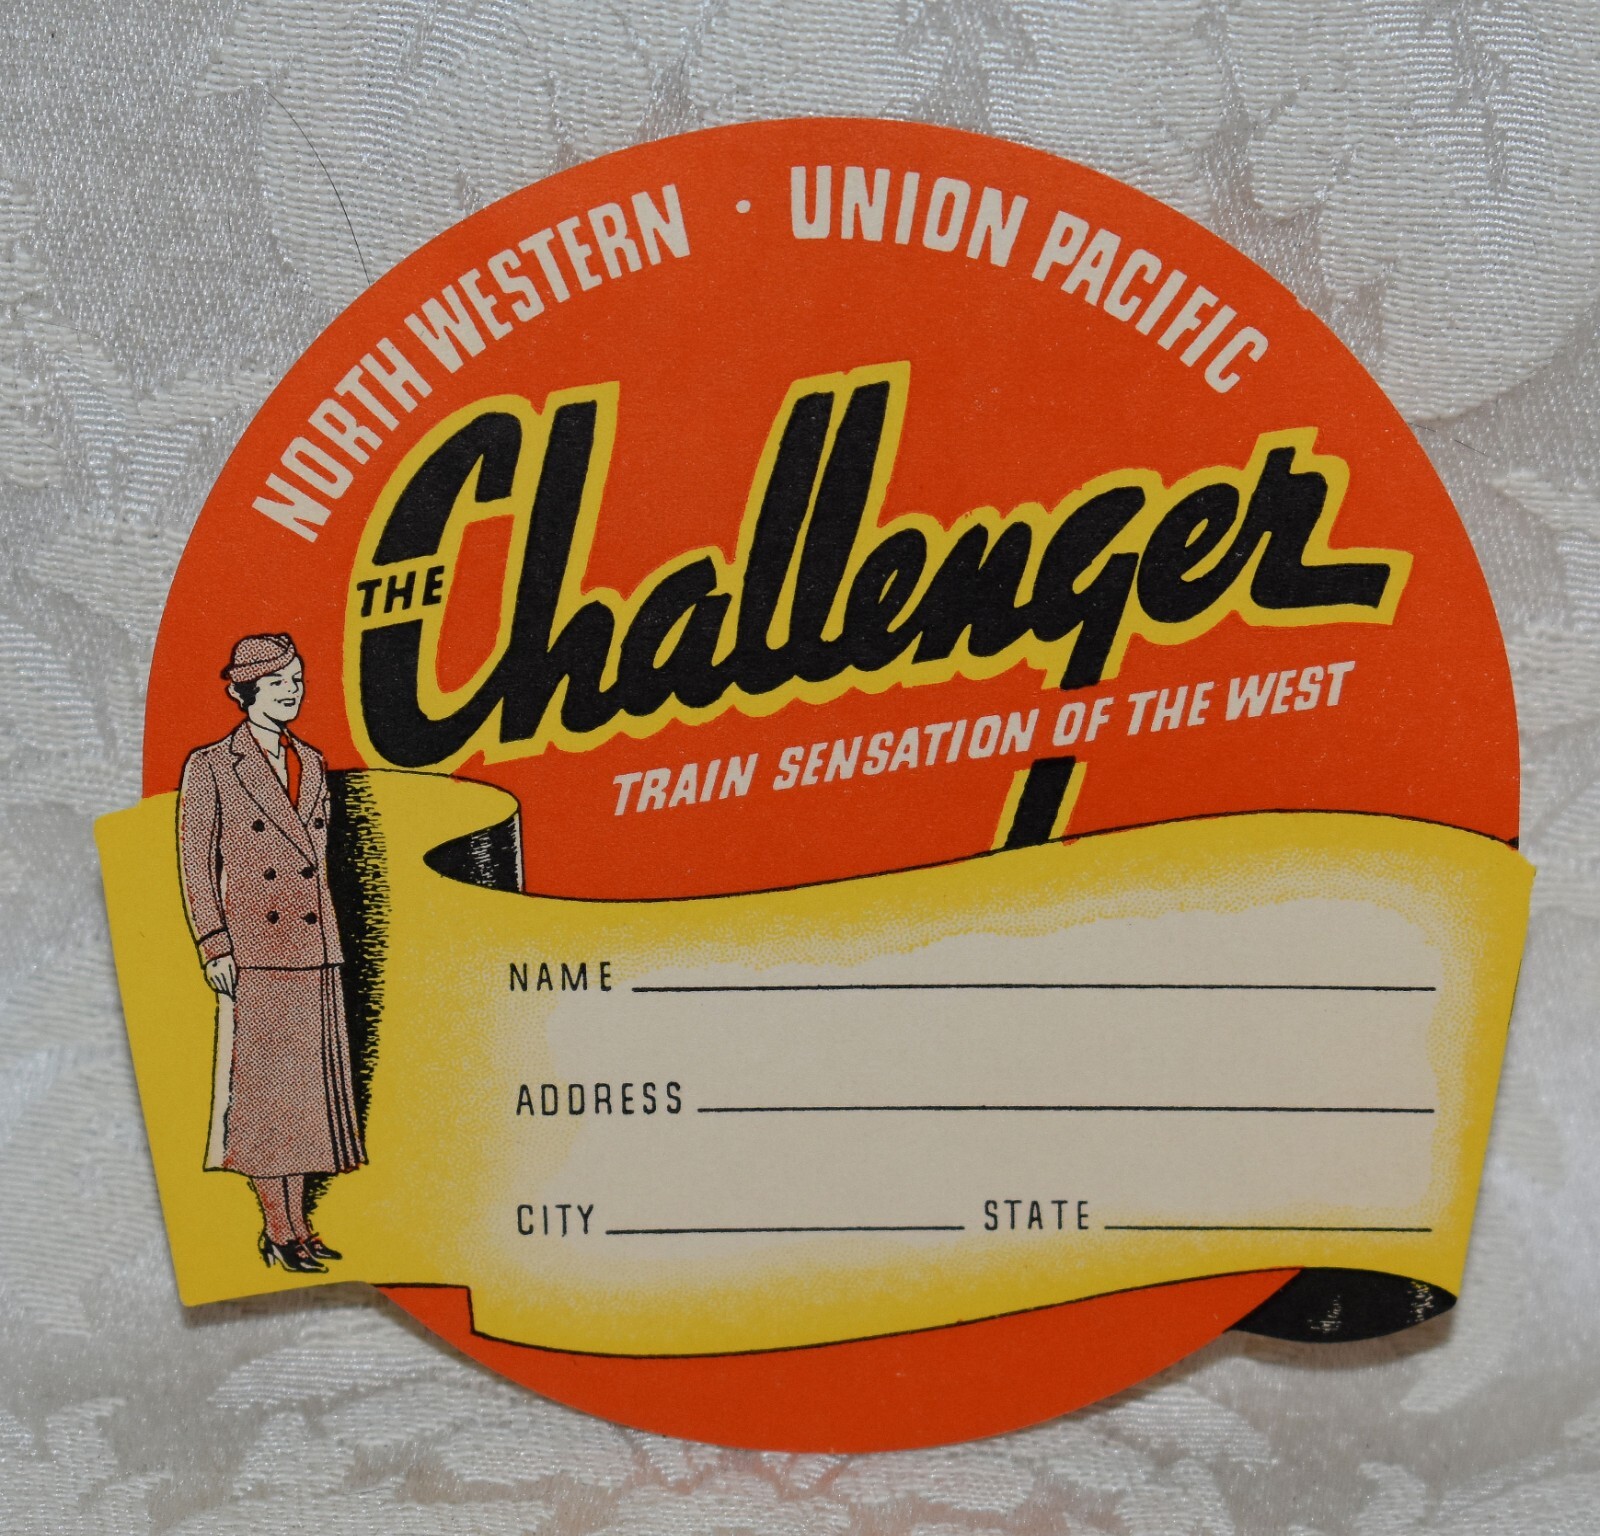 NORTH WESTERN · UNION PACIFIC
THE Challenger
TRAIN SENSATION OF THE WEST
NAME
ADDRESS
CITY STATE